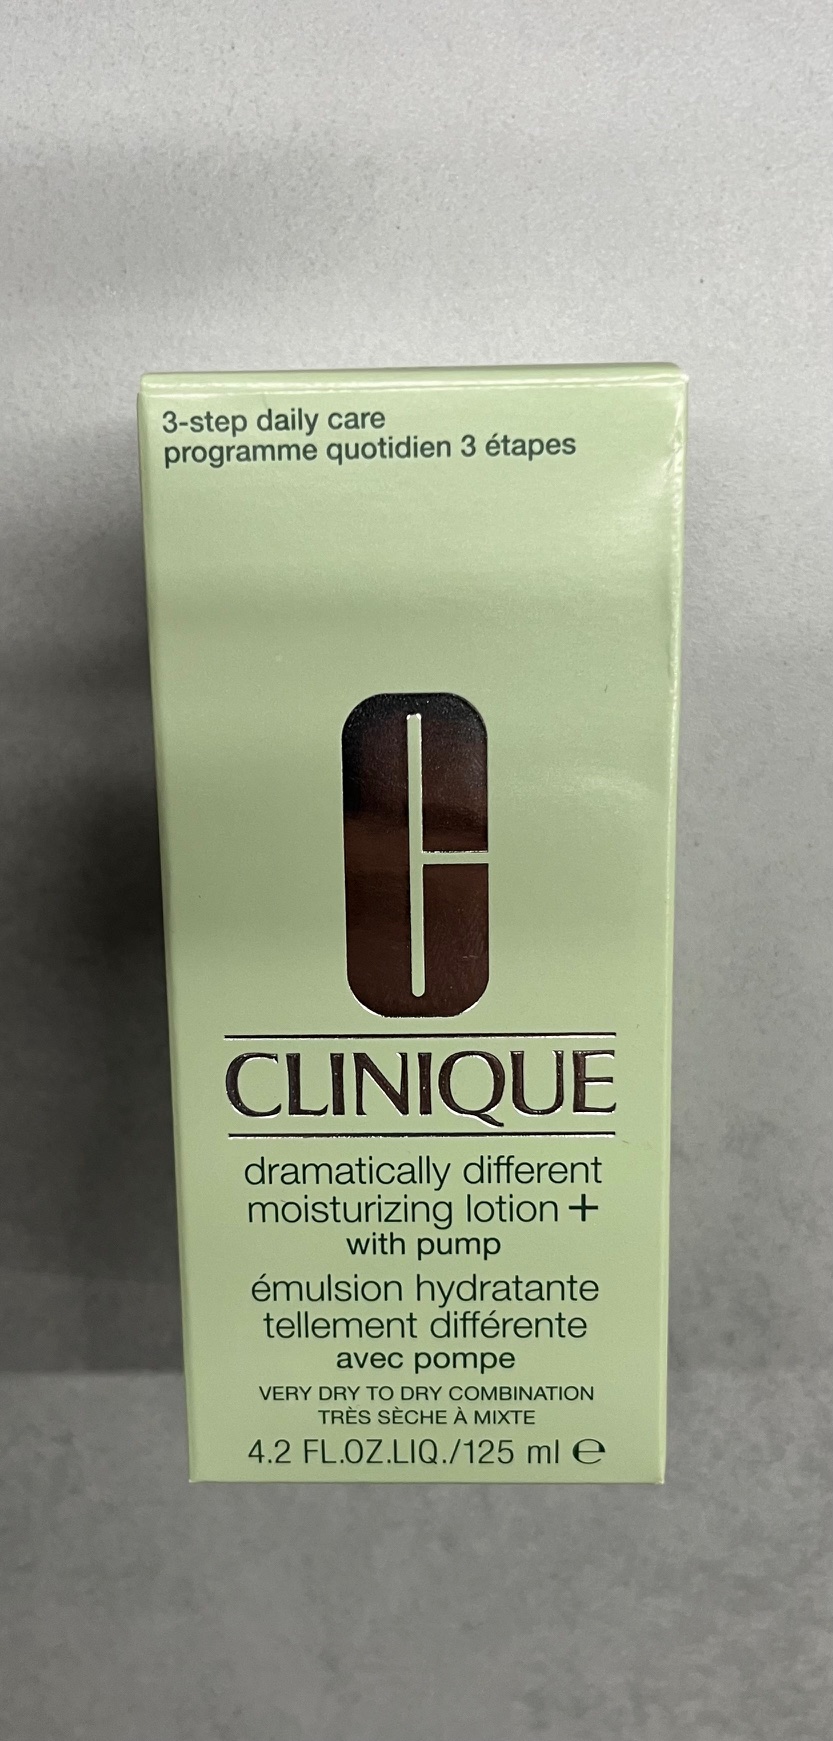 3-step daily care
programme quotidien 3 étapes
C
CLINIQUE
dramatically different
moisturizing lotion +
with pump
émulsion hydratante
tellement différente
avec pompe
VERY DRY TO DRY COMBINATION
TRÈS SÈCHE À MIXTE
4.2 FL.OZ.LIQ./125 ml ℮